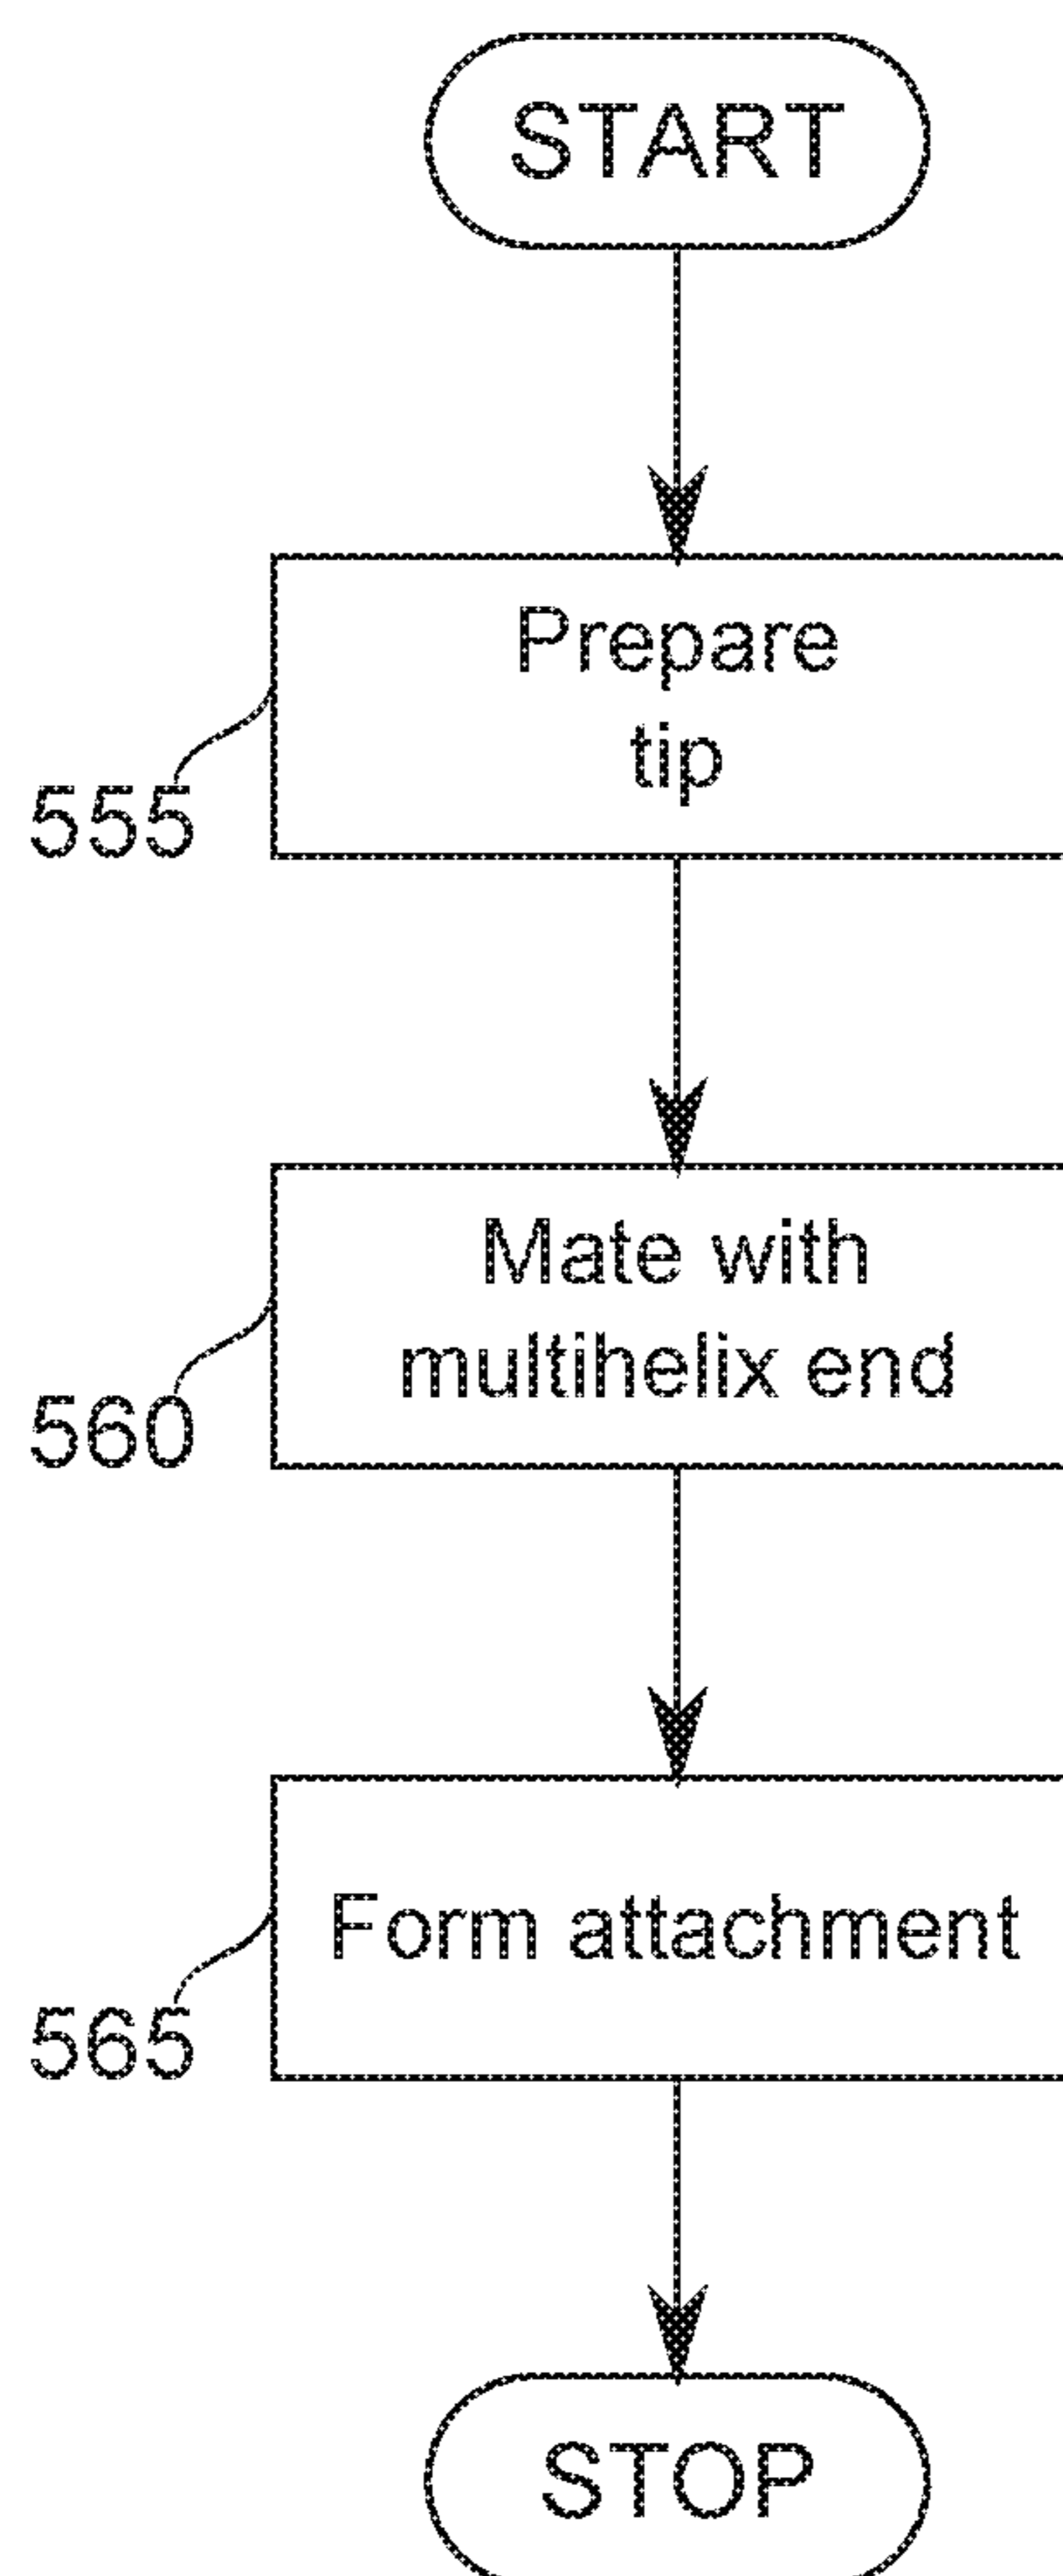 START
Prepare
tip
555
Mate with
multihelix end
560
Form attachment
565
STOP